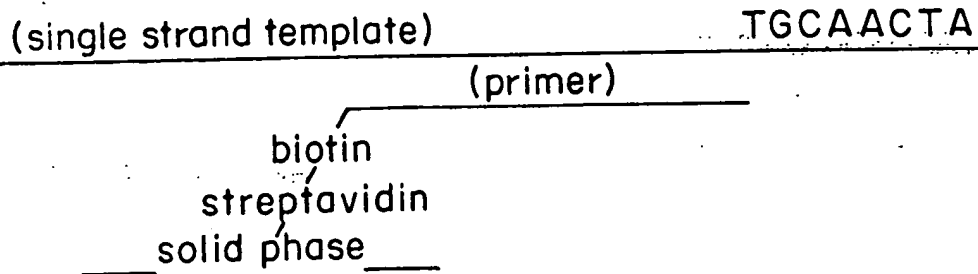 (single strand template) TGCAACTA
(primer)
biotin
streptavidin
solid phase